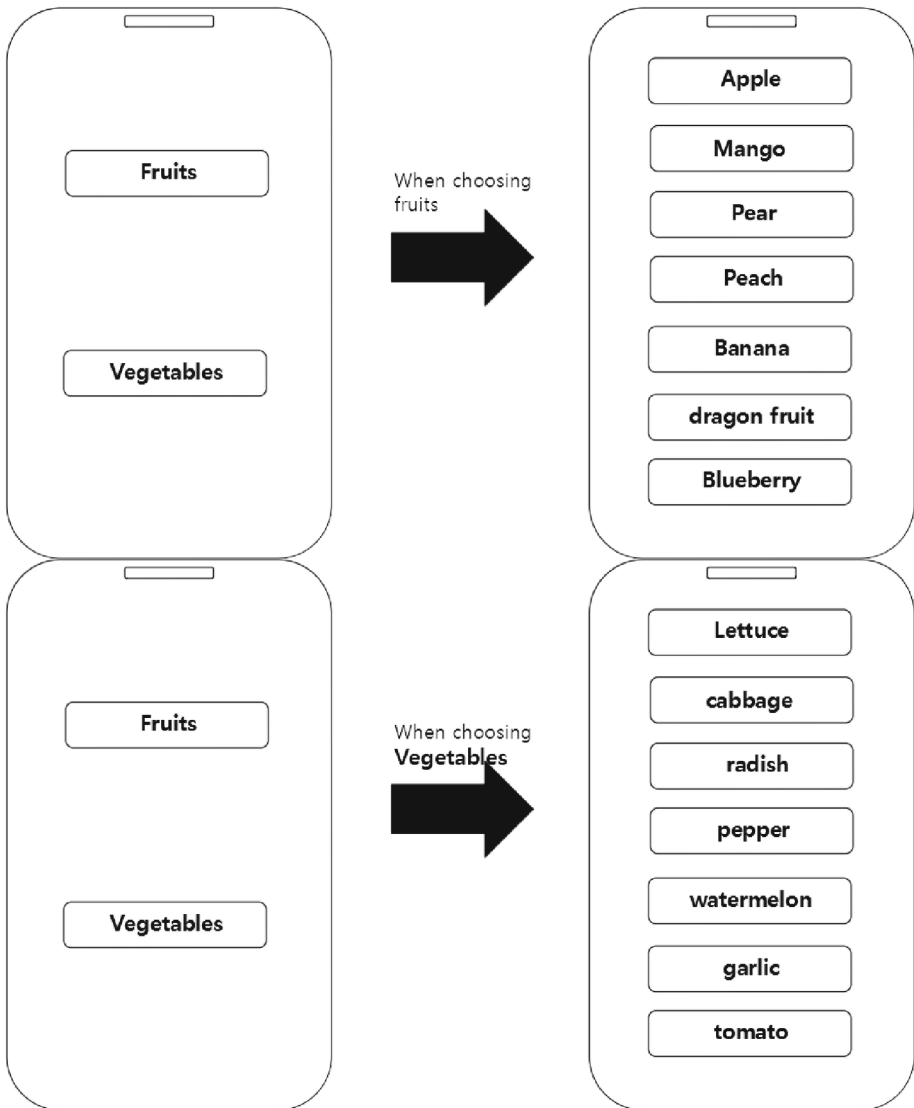 Fruits
Vegetables
When choosing
fruits
Apple
Mango
Pear
Peach
Banana
dragon fruit
Blueberry
Fruits
Vegetables
When choosing
Vegetables
Lettuce
cabbage
radish
pepper
watermelon
garlic
tomato